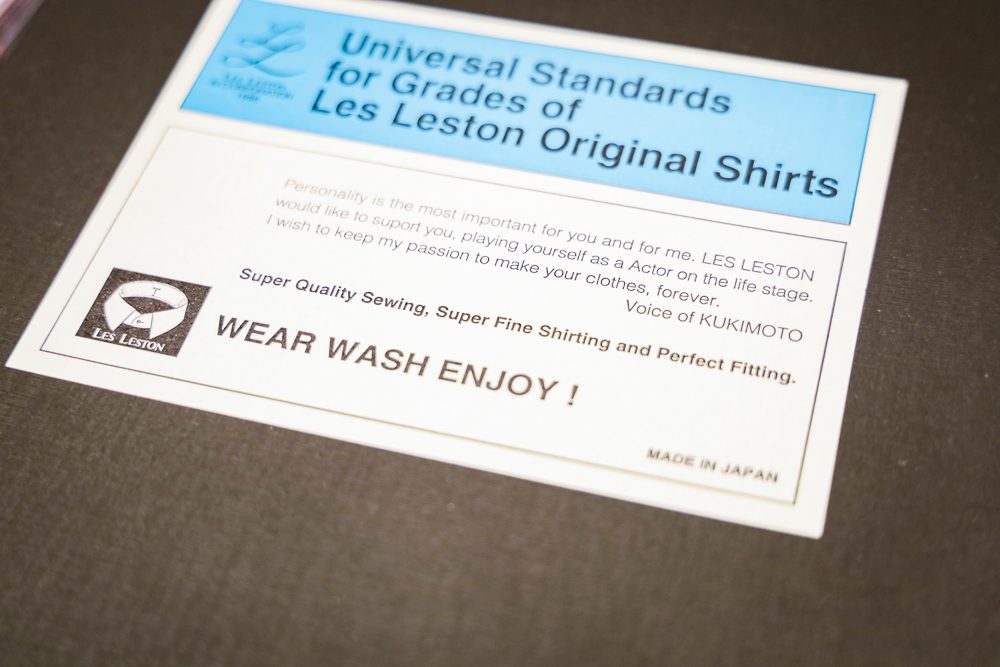 LES LESTON
Universal Standards
for Grades of
Les Leston Original Shirts
Personality is the most important for you and for me. LES LESTON
would like to suport you, playing yourself as a Actor on the life stage.
I wish to keep my passion to make your clothes, forever.
Voice of KUKIMOTO
Super Quality Sewing, Super Fine Shirting and Perfect Fitting.
LES LESTON
WEAR WASH ENJOY !
MADE IN JAPAN